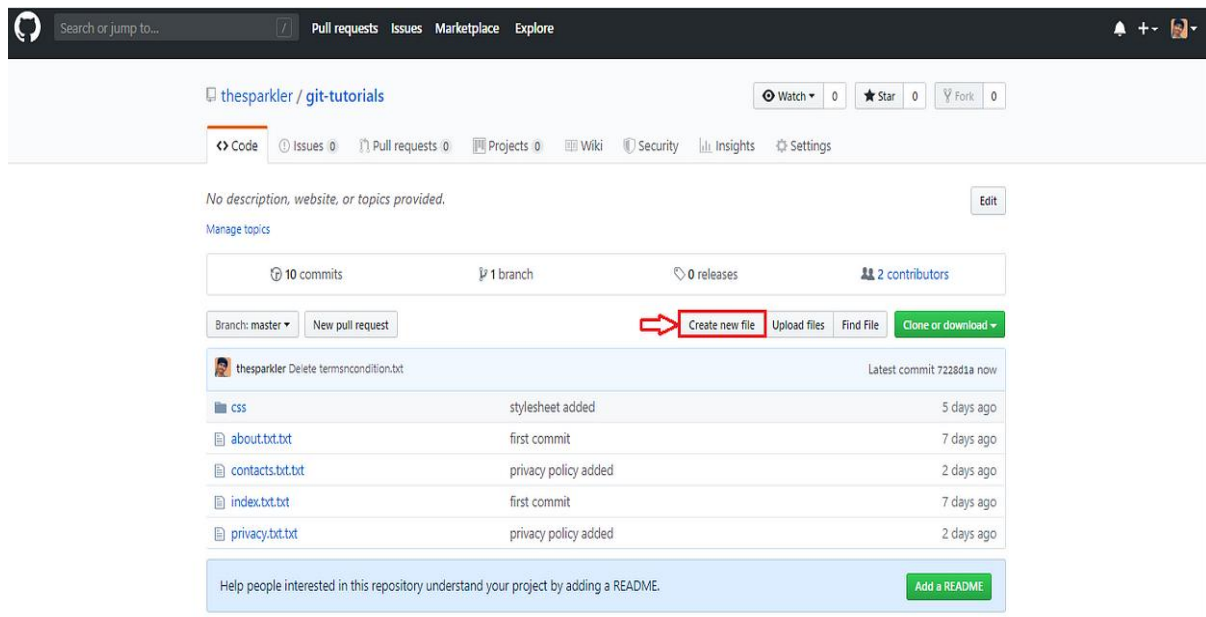 Search or jump to... / Pull requests Issues Marketplace Explore
thesparkler / git-tutorials Watch 0 Star 0 Fork 0
Code Issues 0 Pull requests 0 Projects 0 Wiki Security Insights Settings
No description, website, or topics provided. Edit
Manage topics
10 commits 1 branch 0 releases 2 contributors
Branch: master New pull request Create new file Upload files Find File Clone or download
thesparkler Delete termsncondition.txt Latest commit 7228d1a now
css stylesheet added 5 days ago
about.txt.txt first commit 7 days ago
contacts.txt.txt privacy policy added 2 days ago
index.txt.txt first commit 7 days ago
privacy.txt.txt privacy policy added 2 days ago
Help people interested in this repository understand your project by adding a README. Add a README